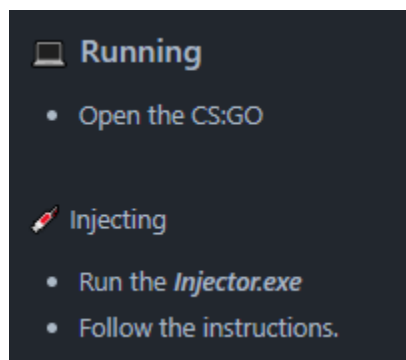 💻 Running
• Open the CS:GO
💉 Injecting
• Run the Injector.exe
• Follow the instructions.